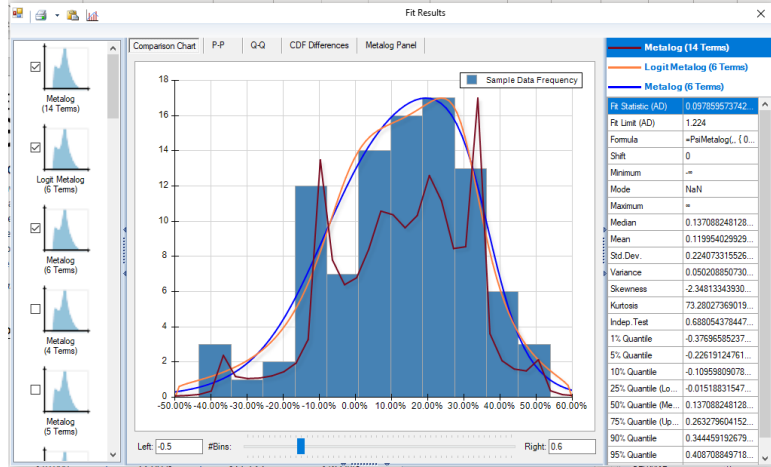 Fit Results
Metalog
(14 Terms)
Logit Metalog
(6 Terms)
Metalog
(6 Terms)
Metalog
(4 Terms)
Metalog
(5 Terms)
Comparison Chart P-P Q-Q CDF Differences Metalog Panel
Sample Data Frequency
18
16
14
12
10
8
6
4
2
0
-50.00% -40.00% -30.00% -20.00% -10.00% 0.00% 10.00% 20.00% 30.00% 40.00% 50.00% 60.00%
Left: -0.5 #Bins: Right: 0.6
Metalog (14 Terms)
Logit Metalog (6 Terms)
Metalog (6 Terms)
Fit Statistic (AD) 0.097859573742...
Fit Limit (AD) 1.224
Formula =PsiMetalog(,, { 0...
Shift 0
Minimum -∞
Mode NaN
Maximum ∞
Median 0.137088248128...
Mean 0.119954029929...
Std.Dev. 0.224073315526...
Variance 0.050208850730...
Skewness -2.34813343930...
Kurtosis 73.28027369019...
Indep.Test 0.688054378447...
1% Quantile -0.37696585237...
5% Quantile -0.22619124761...
10% Quantile -0.10959809078...
25% Quantile (Lo... -0.01518831547...
50% Quantile (Me... 0.137088248128...
75% Quantile (Up... 0.263279604152...
90% Quantile 0.344459192679...
95% Quantile 0.408708849718...